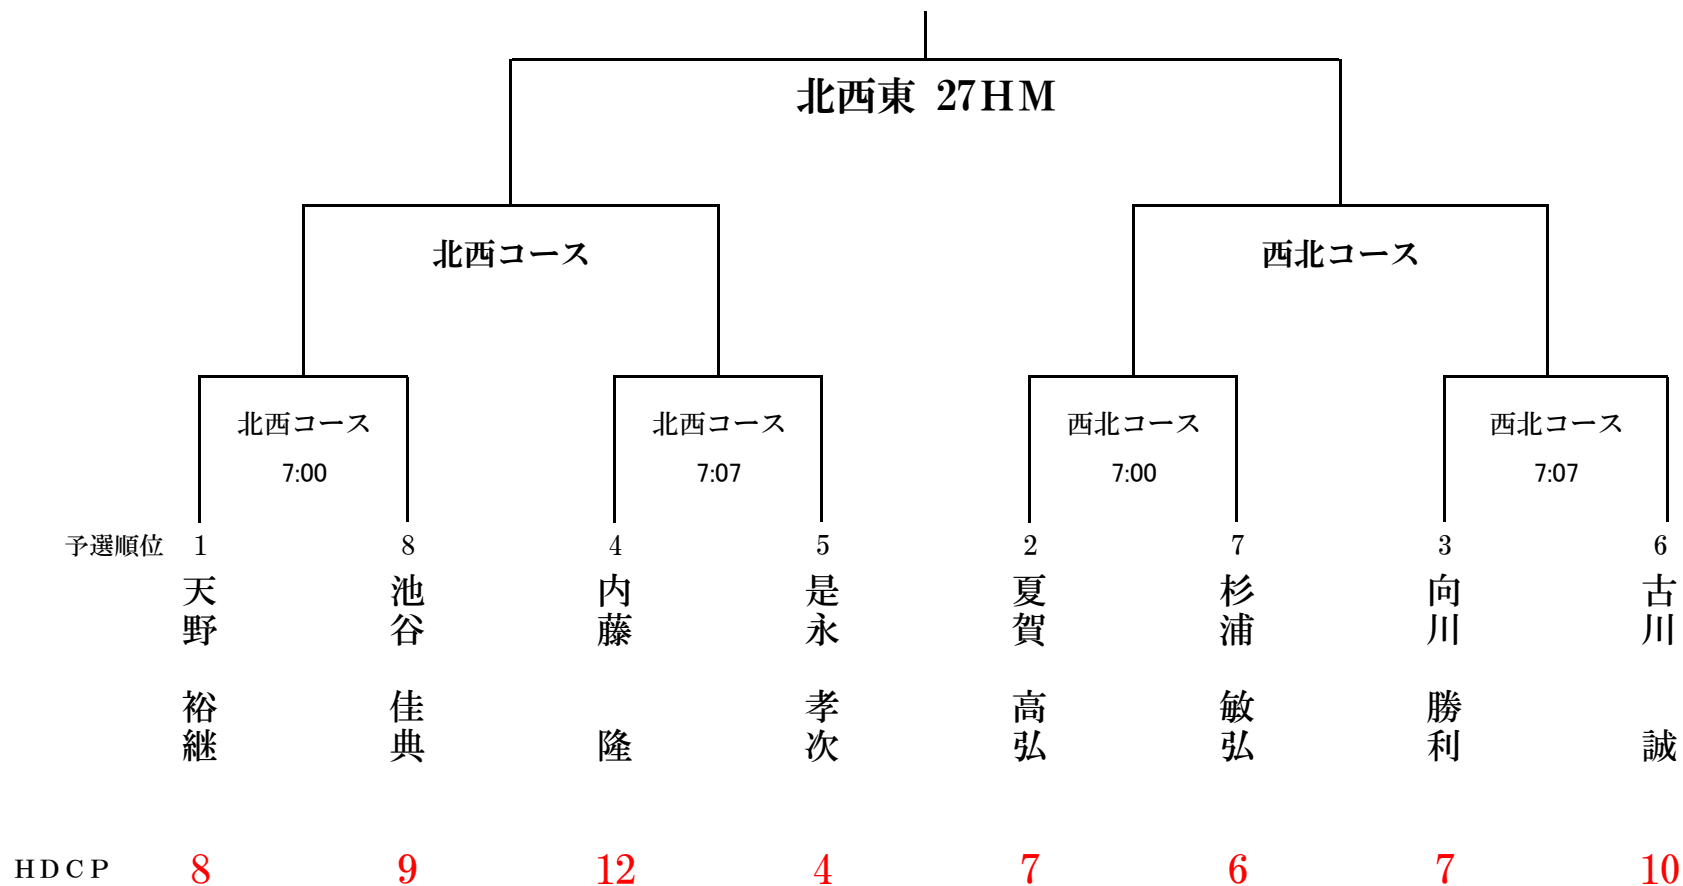 北西東 27HM
北西コース
西北コース
北西コース
北西コース
西北コース
西北コース
7:00
7:07
7:00
7:07
予選順位 1 8 4 5 2 7 3 6
天野 裕継
池谷 佳典
内藤 隆
是永 孝次
夏賀 高弘
杉浦 敏弘
向川 勝利
古川 誠
HDCP 8 9 12 4 7 6 7 10